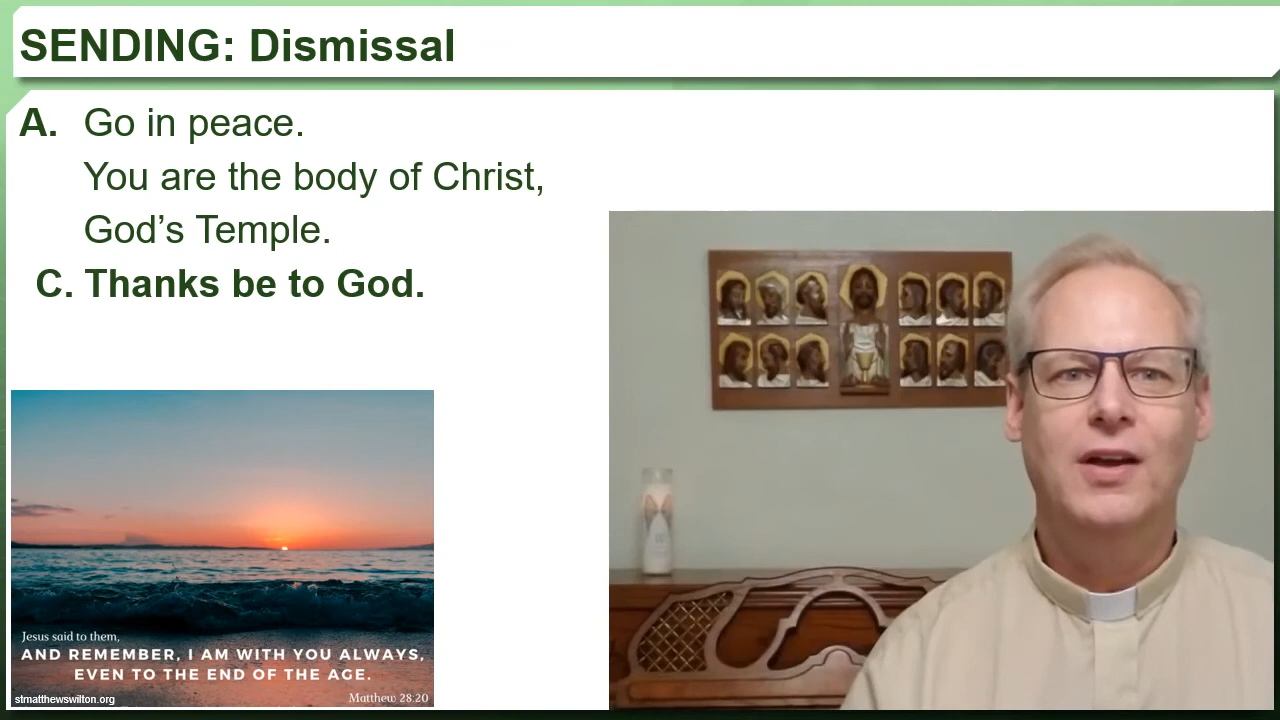 SENDING: Dismissal
A. Go in peace.
You are the body of Christ,
God’s Temple.
C. Thanks be to God.
Jesus said to them,
AND REMEMBER, I AM WITH YOU ALWAYS,
EVEN TO THE END OF THE AGE.
Matthew 28:20
stmatthewswilton.org